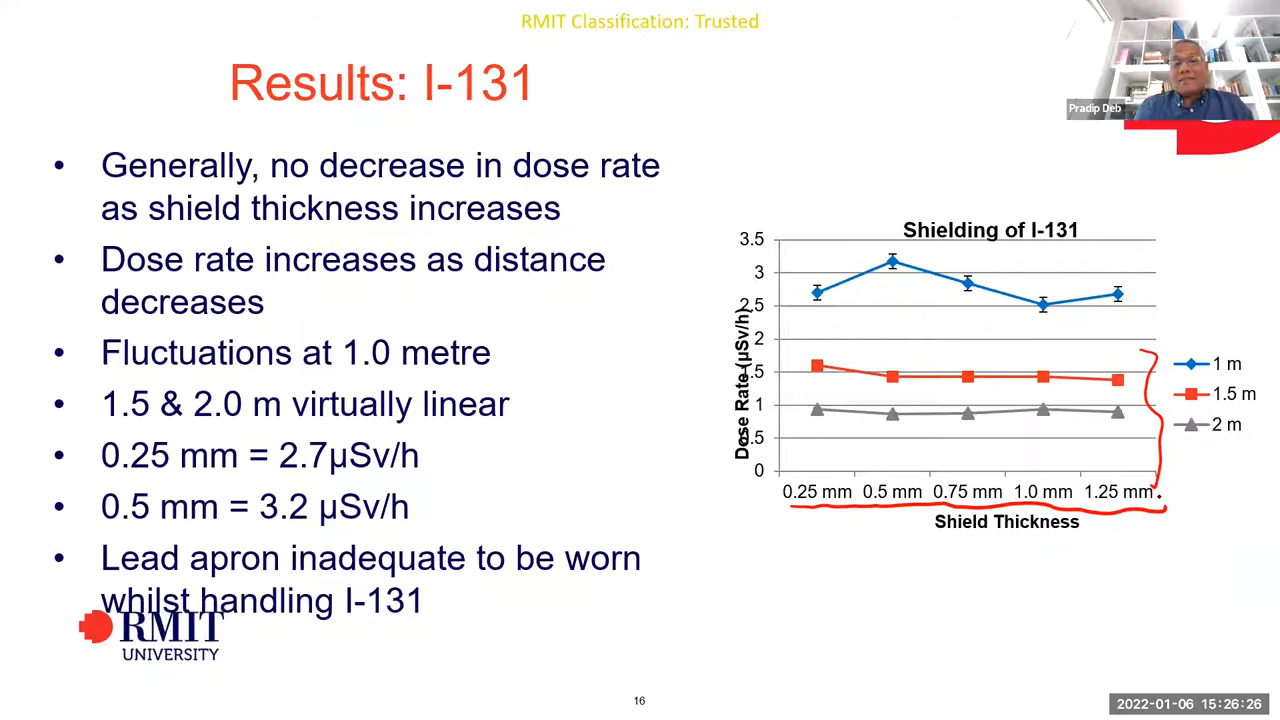 RMIT Classification: Trusted
Results: I-131
Pradip Deb
• Generally, no decrease in dose rate
as shield thickness increases
• Dose rate increases as distance
decreases
• Fluctuations at 1.0 metre
• 1.5 & 2.0 m virtually linear
• 0.25 mm = 2.7µSv/h
• 0.5 mm = 3.2 µSv/h
• Lead apron inadequate to be worn
whilst handling I-131
RMIT
UNIVERSITY
Shielding of I-131
3.5
3
2.5
2
1.5
1
0.5
0
Dose Rate (µSv/h)
0.25 mm 0.5 mm 0.75 mm 1.0 mm 1.25 mm
Shield Thickness
1 m
1.5 m
2 m
16
2022-01-06 15:26:26